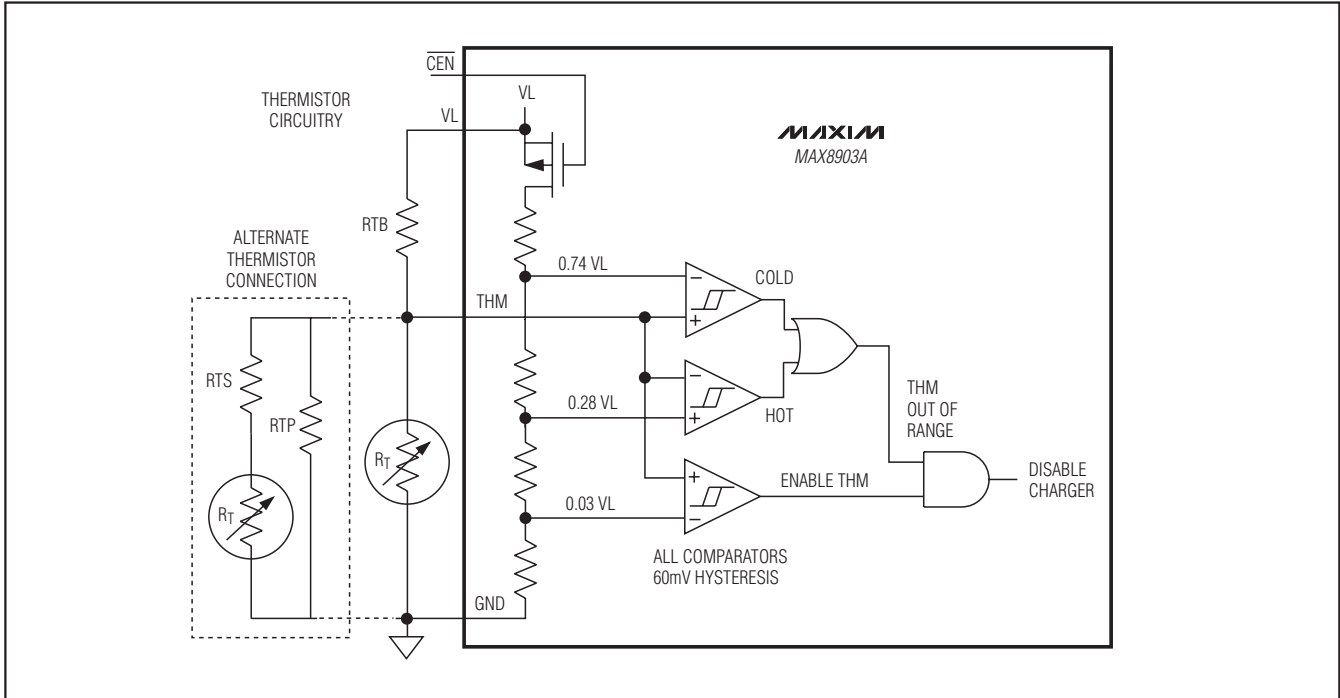 CEN
THERMISTOR
CIRCUITRY
VL
VL
MAXIM
MAX8903A
RTB
ALTERNATE
THERMISTOR
CONNECTION
0.74 VL
COLD
THM
RTS
RTP
0.28 VL
HOT
THM
OUT OF
RANGE
RT
RT
0.03 VL
ENABLE THM
DISABLE
CHARGER
ALL COMPARATORS
60mV HYSTERESIS
GND